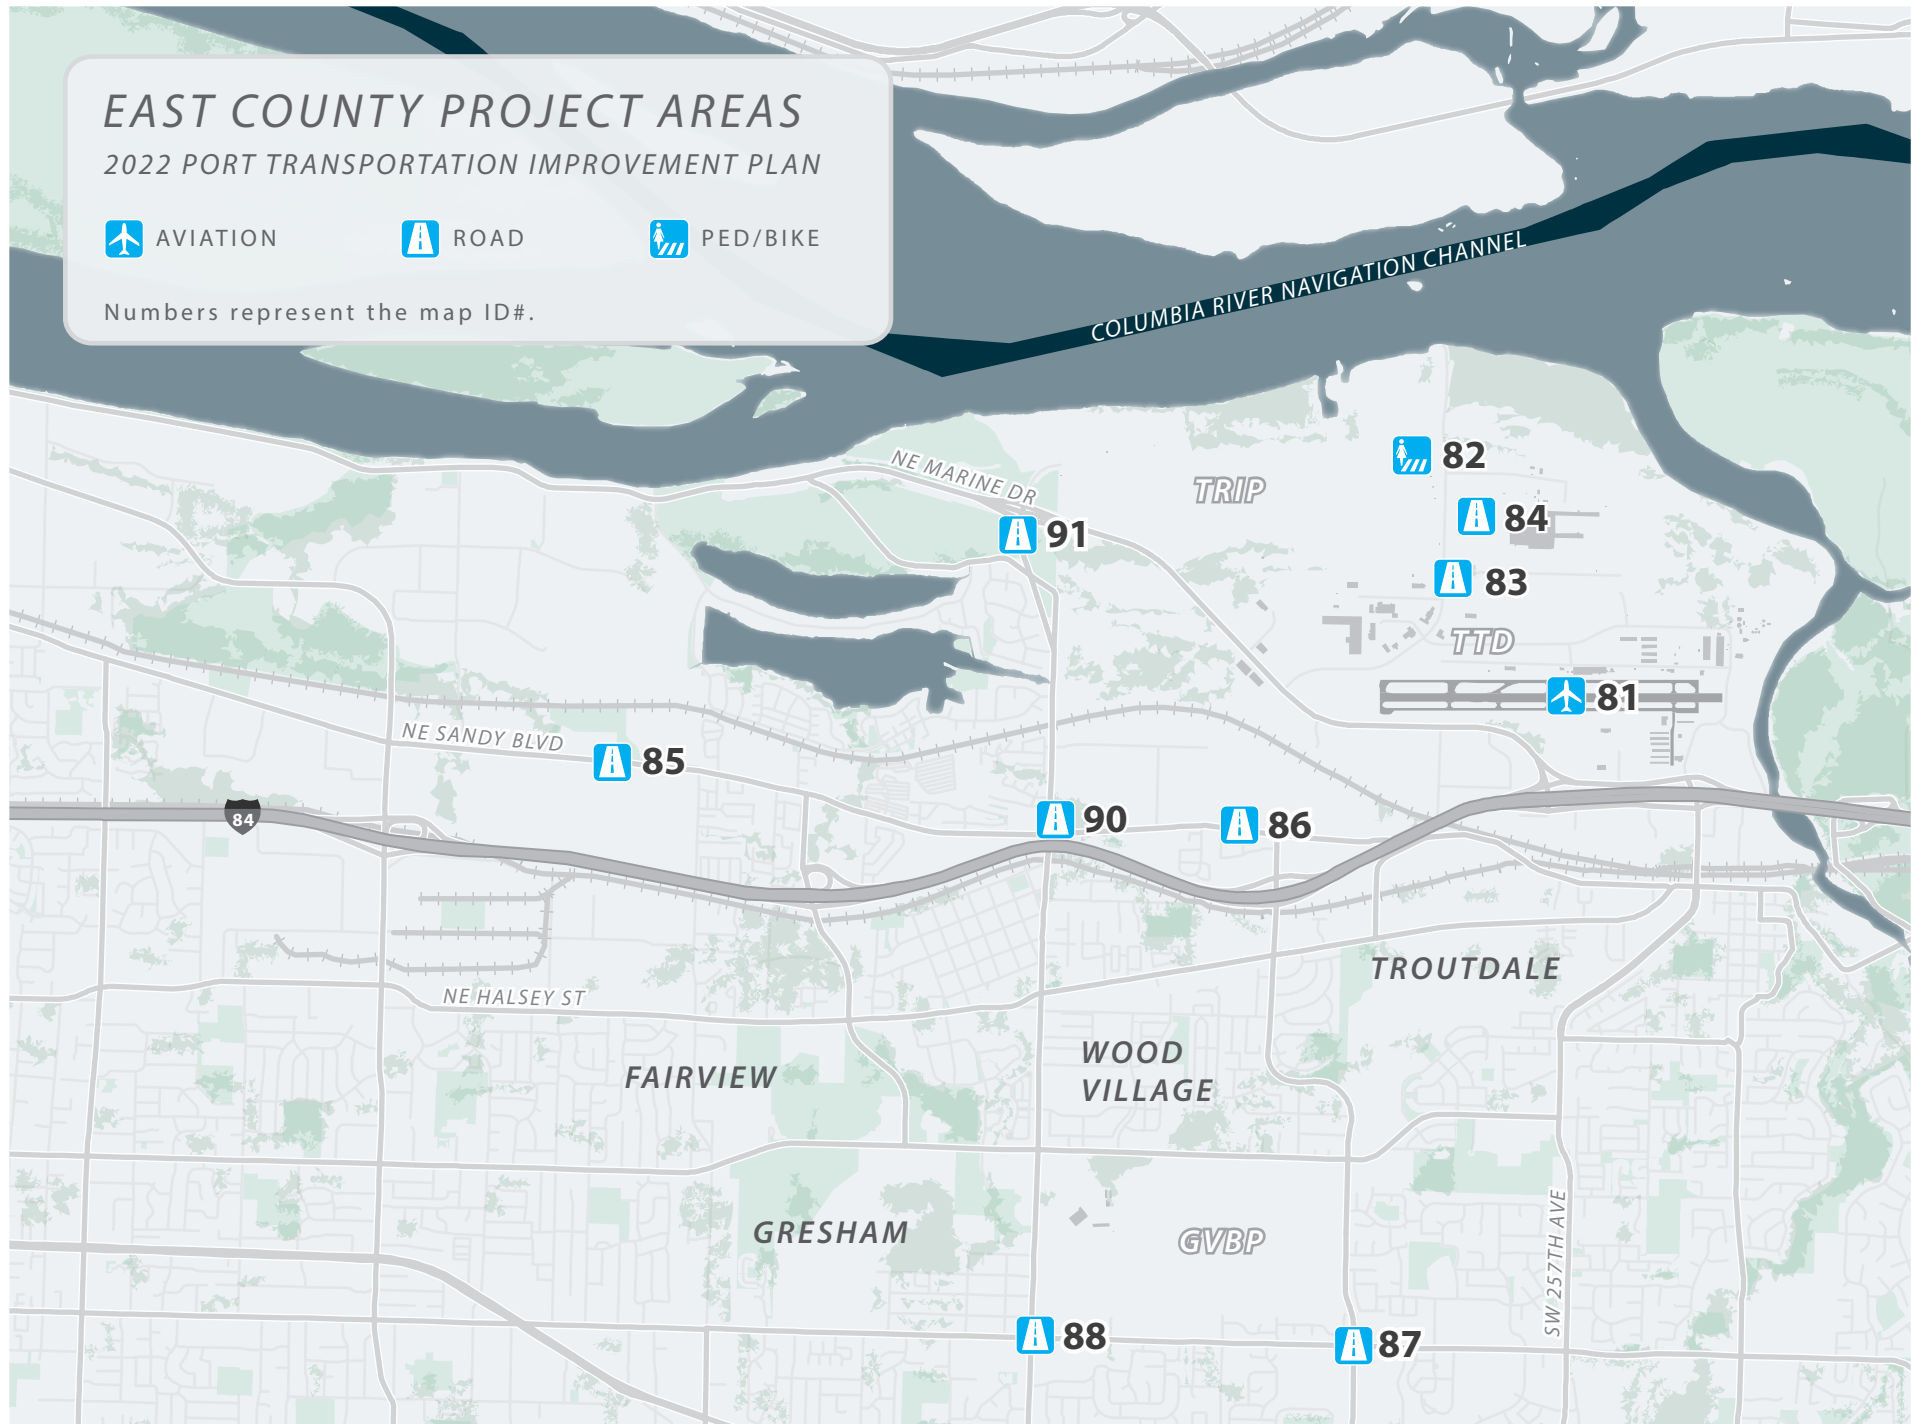 EAST COUNTY PROJECT AREAS
2022 PORT TRANSPORTATION IMPROVEMENT PLAN
AVIATION
ROAD
PED/BIKE
Numbers represent the map ID#.
COLUMBIA RIVER NAVIGATION CHANNEL
NE MARINE DR
TRIP
82
84
91
83
TTD
81
NE SANDY BLVD
85
84
90
86
TROUTDALE
NE HALSEY ST
FAIRVIEW
WOOD
VILLAGE
GRESHAM
GVBP
SW 257TH AVE
88
87